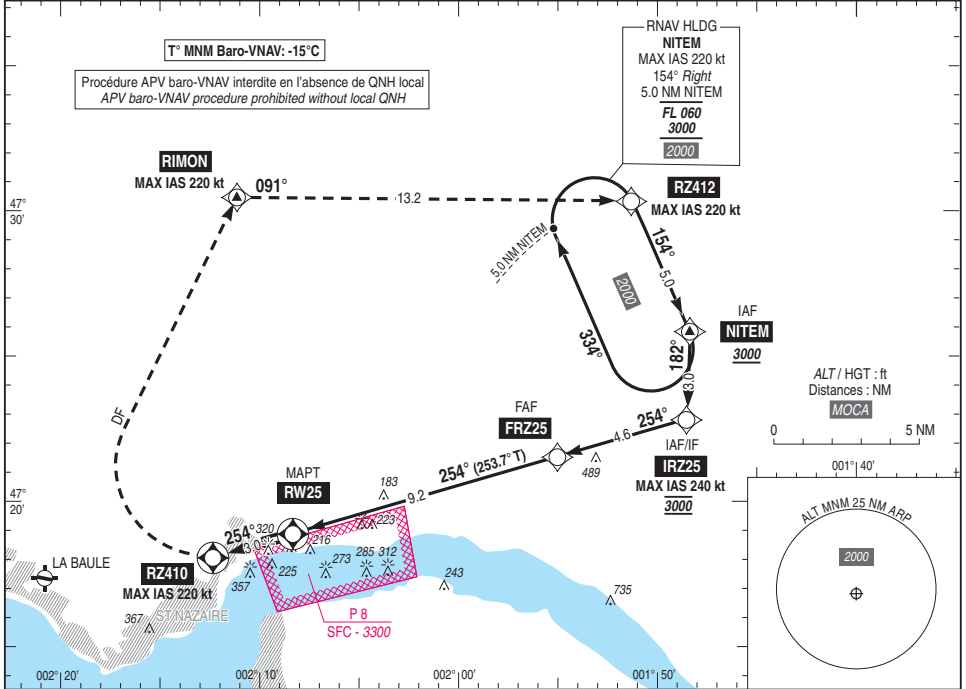 T° MNM Baro-VNAV: -15°C
Procédure APV baro-VNAV interdite en l'absence de QNH local
APV baro-VNAV procedure prohibited without local QNH
RNAV HLDG
NITEM
MAX IAS 220 kt
154° Right
5.0 NM NITEM
FL 060
3000
2000
RIMON
MAX IAS 220 kt
091°
13.2
RZ412
MAX IAS 220 kt
47°
30'
5.0 NM NITEM
154°
5.0
2000
334°
IAF
NITEM
3000
182°
3.0
ALT / HGT : ft
Distances : NM
MOCA
0
5 NM
DF
FAF
FRZ25
254°
4.6
IAF/IF
IRZ25
MAX IAS 240 kt
3000
489
254° (253.7° T)
9.2
MAPT
RW25
183
47°
20'
254°
3.0
320
216
223
225
273
285
312
357
243
735
LA BAULE
RZ410
MAX IAS 220 kt
ST NAZAIRE
367
P 8
SFC - 3300
001° 40'
ALT MNM 25 NM ARP
2000
002° 20'
002° 10'
002° 00'
001° 50'